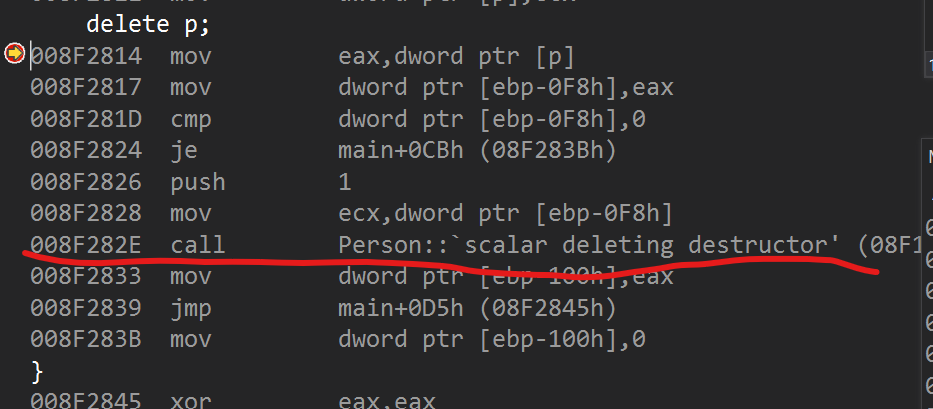 delete p;
008F2814 mov eax,dword ptr [p]
008F2817 mov dword ptr [ebp-0F8h],eax
008F281D cmp dword ptr [ebp-0F8h],0
008F2824 je main+0CBh (08F283Bh)
008F2826 push 1
008F2828 mov ecx,dword ptr [ebp-0F8h]
008F282E call Person::`scalar deleting destructor' (08F1
008F2833 mov dword ptr [ebp-100h],eax
008F2839 jmp main+0D5h (08F2845h)
008F283B mov dword ptr [ebp-100h],0
}
008F2845 xor eax,eax